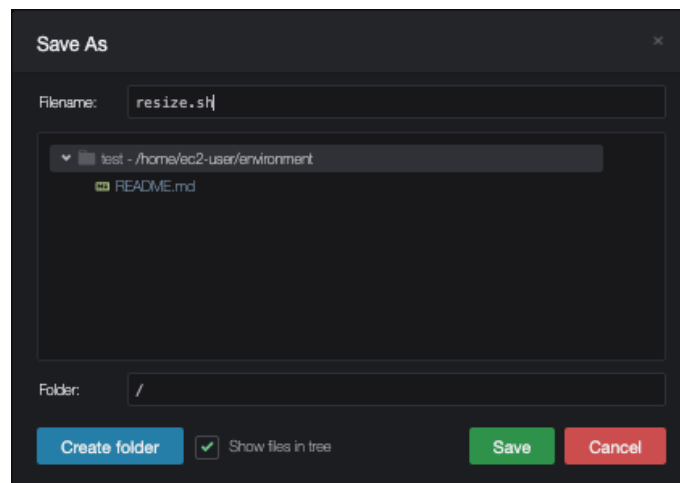 Save As
Filename: resize.sh
test - /home/ec2-user/environment
README.md
Folder: /
Create folder Show files in tree Save Cancel